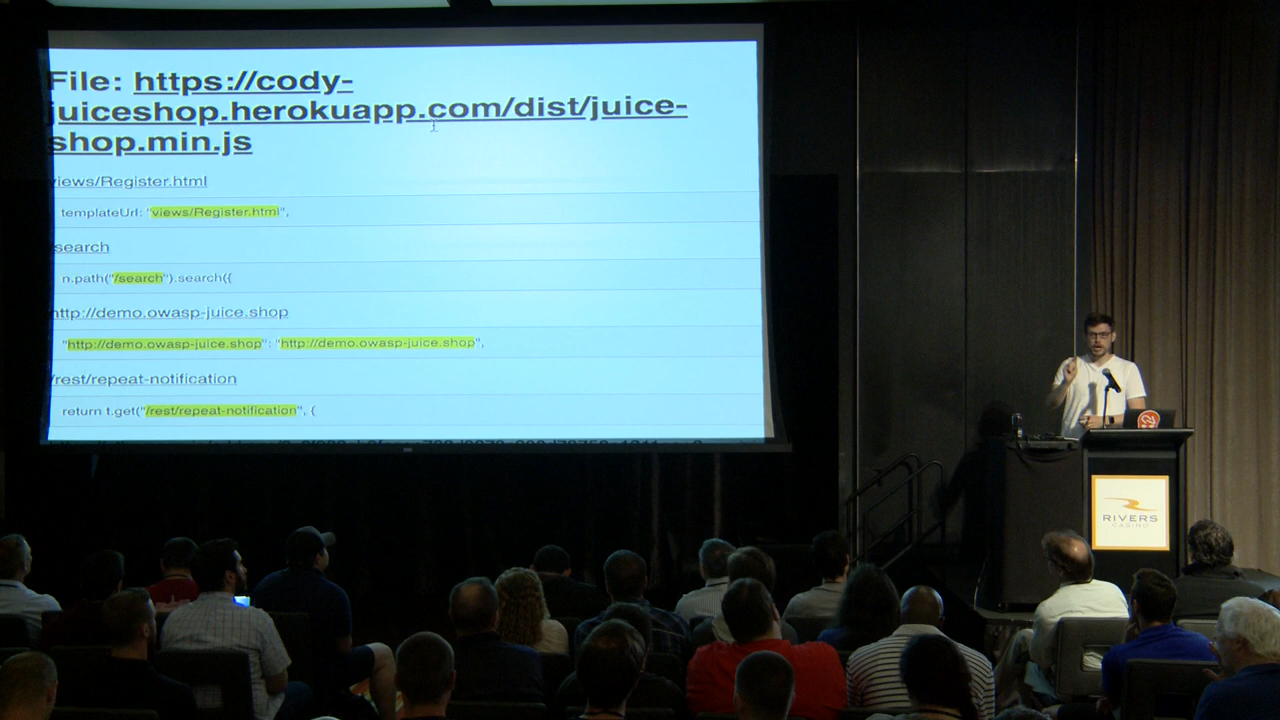 File: https://cody-
juiceshop.herokuapp.com/dist/juice-
shop.min.js
views/Register.html
templateUrl: "views/Register.html",
/search
n.path("/search").search({
http://demo.owasp-juice.shop
"http://demo.owasp-juice.shop": "http://demo.owasp-juice.shop",
/rest/repeat-notification
return t.get("/rest/repeat-notification", {
RIVERS
CASINO